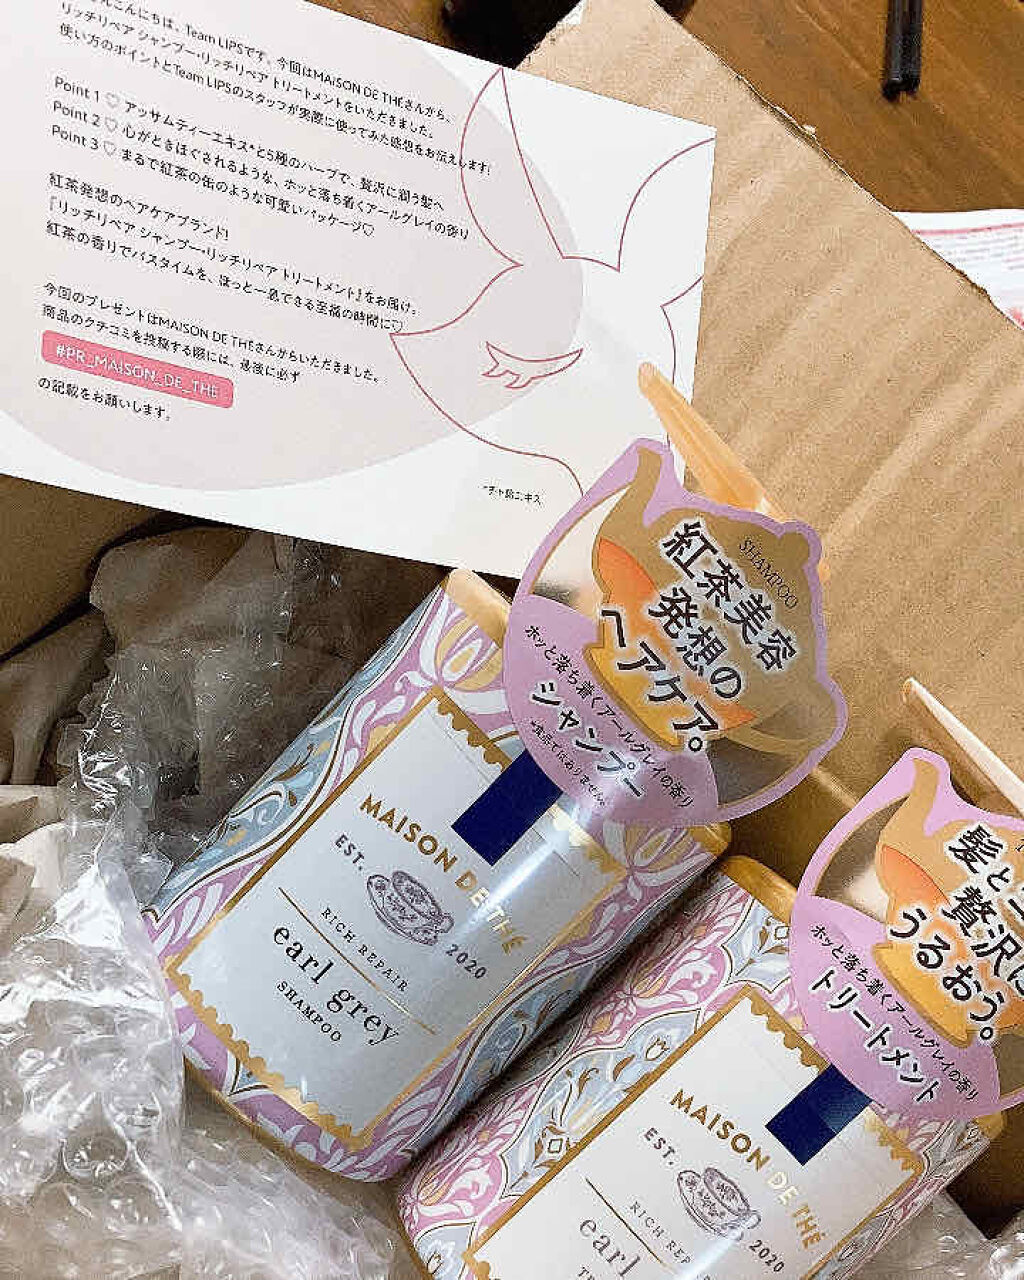 こんにちは、Team LIPSです。今回はMAISON DE THÉさんから、
リッチリペア シャンプー・リッチリペア トリートメントをいただきました。
使い方のポイントとTeam LIPSのスタッフが実際に使ってみた感想をお伝えします!
Point 1 ♡ アッサムティーエキス*と5種のハーブで、贅沢に潤う髪へ
Point 2 ♡ 心がときほぐされるような、ホッと落ち着くアールグレイの香り
Point 3 ♡ まるで紅茶の缶のような可愛いパッケージ♡
紅茶発想のヘアケアブランド!
『リッチリペア シャンプー・リッチリペア トリートメント』をお届け。
紅茶の香りでバスタイムを、ほっと一息できる至福の時間に♡
今回のプレゼントはMAISON DE THÉさんからいただきました。
商品のクチコミを投稿する際には、最後に必ず
#PR_MAISON_DE_THE
の記載をお願いします。
*チャ葉エキス
SHAMPOO
紅茶美容
発想の
ヘアケア。
ホッと落ち着くアールグレイの香り
シャンプー
*食品ではありません。
MAISON DE THÉ
EST. 2020
RICH REPAIR
earl grey
SHAMPOO
髪と
贅沢に
うるおう。
ホッと落ち着くアールグレイの香り
トリートメント
MAISON DE THÉ
EST. 2020
RICH REP
earl